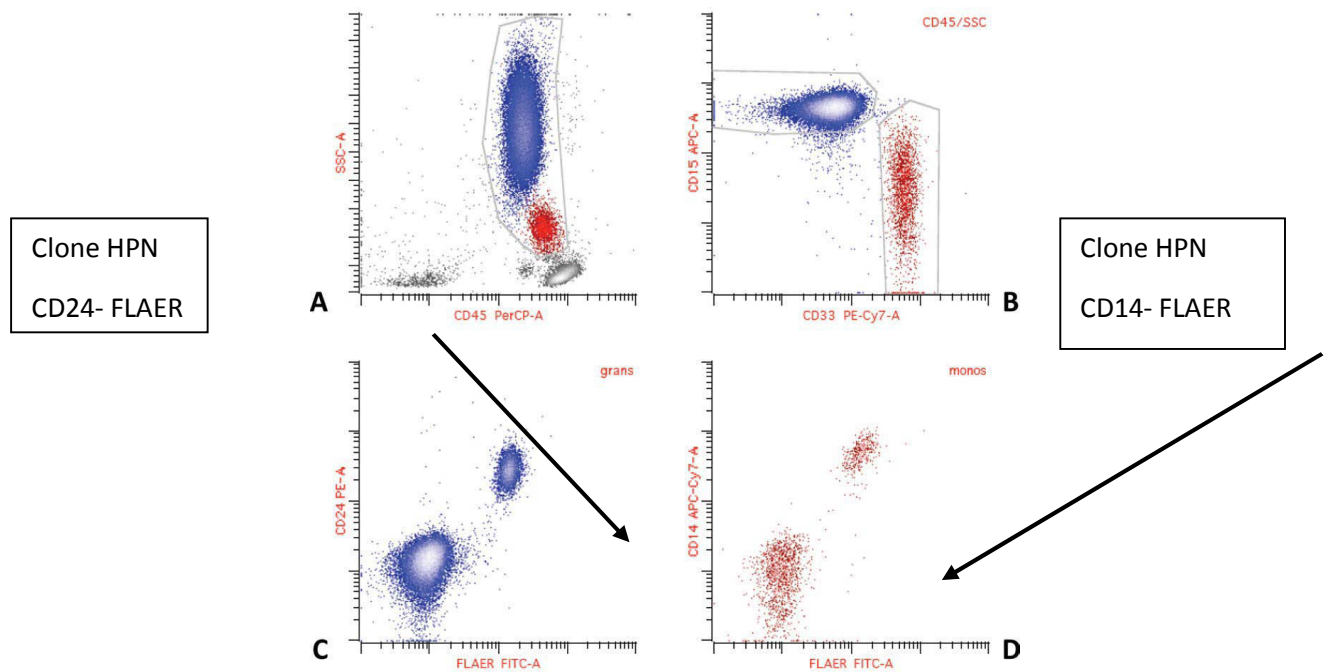 CD45/SSC
SSC-A
CD15 APC-A
Clone HPN
CD24- FLAER
Clone HPN
CD14- FLAER
A
CD45 PerCP-A
B
CD33 PE-Cy7-A
grans
monos
CD24 PE-A
CD14 APC-Cy7-A
C
FLAER FITC-A
D
FLAER FITC-A